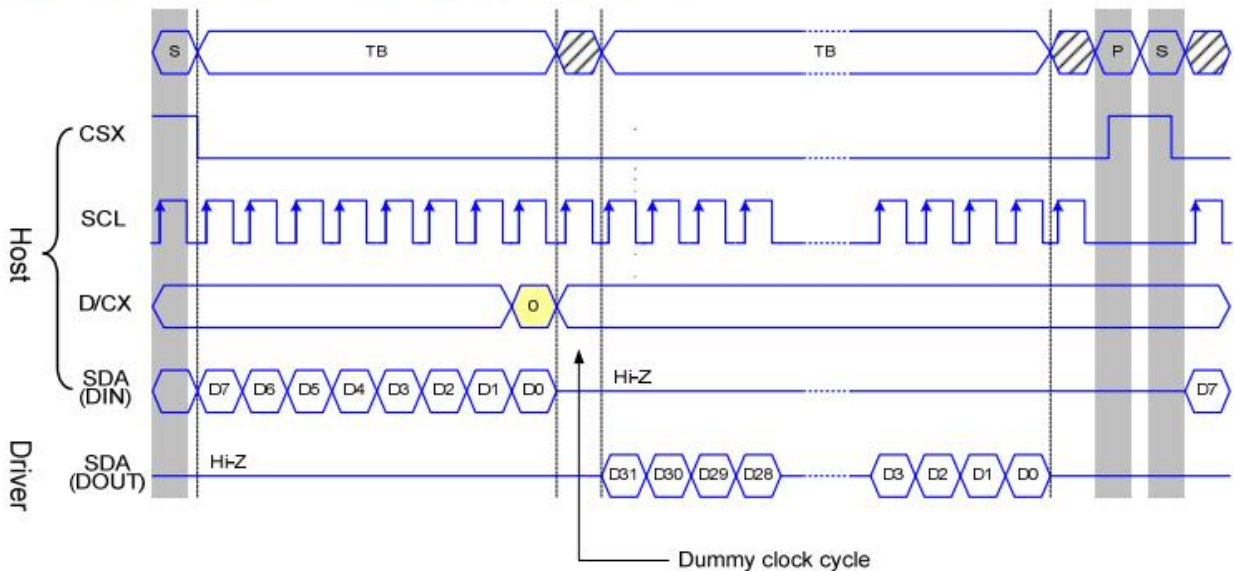 S TB TB P S
CSX
SCL
Host
D/CX 0
SDA
(DIN) D7 D6 D5 D4 D3 D2 D1 D0 Hi-Z D7
Driver
SDA
(DOUT) Hi-Z D31 D30 D29 D28 D3 D2 D1 D0
Dummy clock cycle